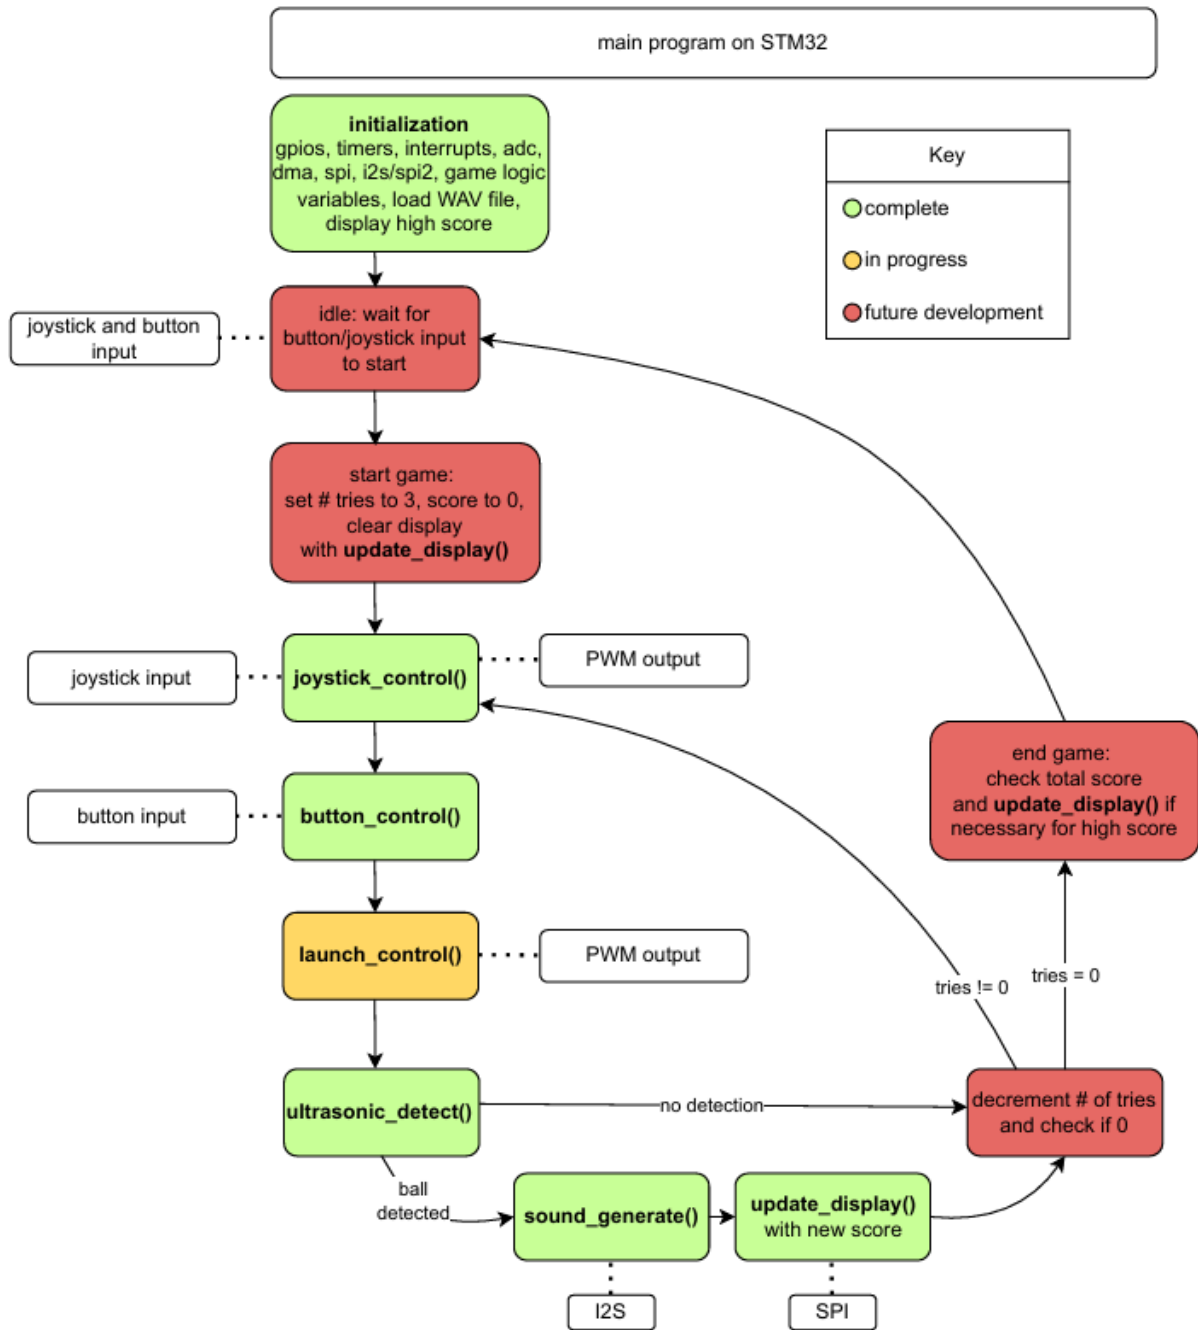 main program on STM32
initialization
gpios, timers, interrupts, adc,
dma, spi, i2s/spi2, game logic
variables, load WAV file,
display high score
Key
complete
in progress
future development
idle: wait for
button/joystick input
to start
joystick and button
input
start game:
set # tries to 3, score to 0,
clear display
with update_display()
joystick_control()
PWM output
joystick input
button_control()
button input
end game:
check total score
and update_display() if
necessary for high score
launch_control()
PWM output
tries != 0
tries = 0
ultrasonic_detect()
no detection
decrement # of tries
and check if 0
ball
detected
sound_generate()
update_display()
with new score
I2S
SPI